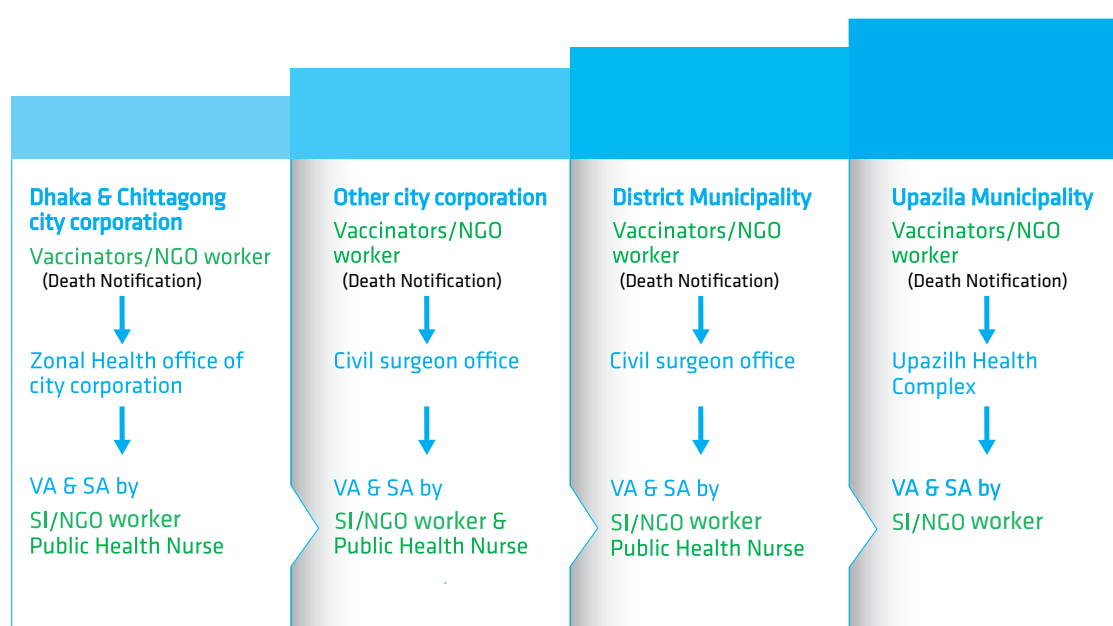 Dhaka & Chittagong
city corporation
Vaccinators/NGO worker
(Death Notification)
Zonal Health office of
city corporation
VA & SA by
SI/NGO worker
Public Health Nurse
Other city corporation
Vaccinators/NGO
worker
(Death Notification)
Civil surgeon office
VA & SA by
SI/NGO worker &
Public Health Nurse
District Municipality
Vaccinators/NGO
worker
(Death Notification)
Civil surgeon office
VA & SA by
SI/NGO worker
Public Health Nurse
Upazila Municipality
Vaccinators/NGO
worker
(Death Notification)
Upazilh Health
Complex
VA & SA by
SI/NGO worker